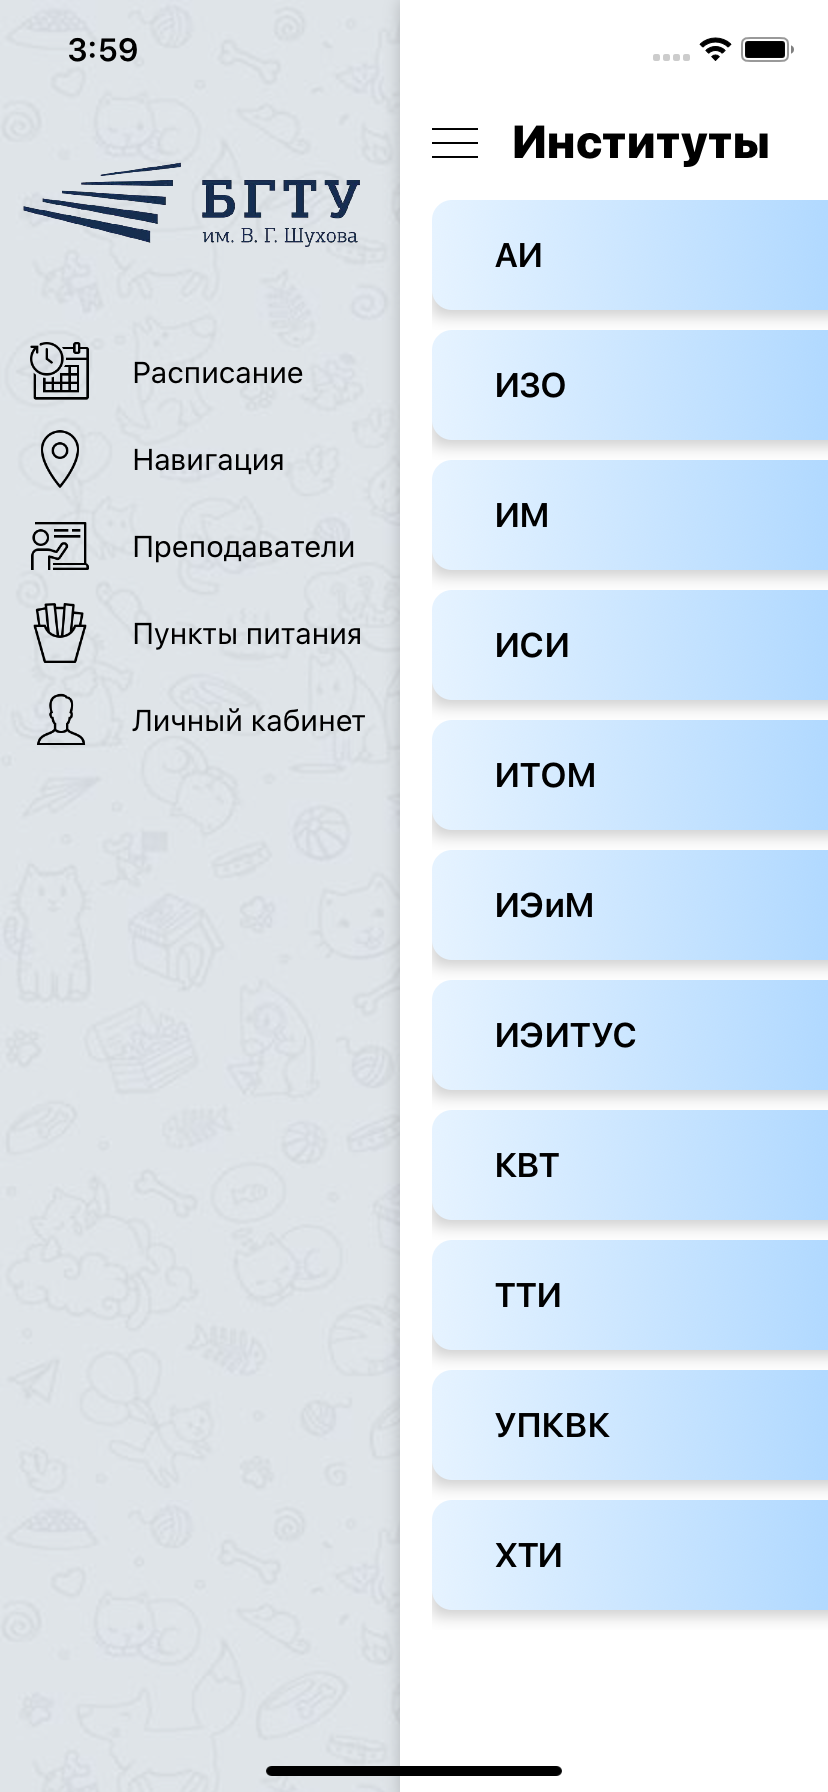 3:59
БГТУ
им. В. Г. Шухова
Расписание
Навигация
Преподаватели
Пункты питания
Личный кабинет
Институты
АИ
ИЗО
ИМ
ИСИ
ИТОМ
ИЭиМ
ИЭИТУС
КВТ
ТТИ
УПКВК
ХТИ